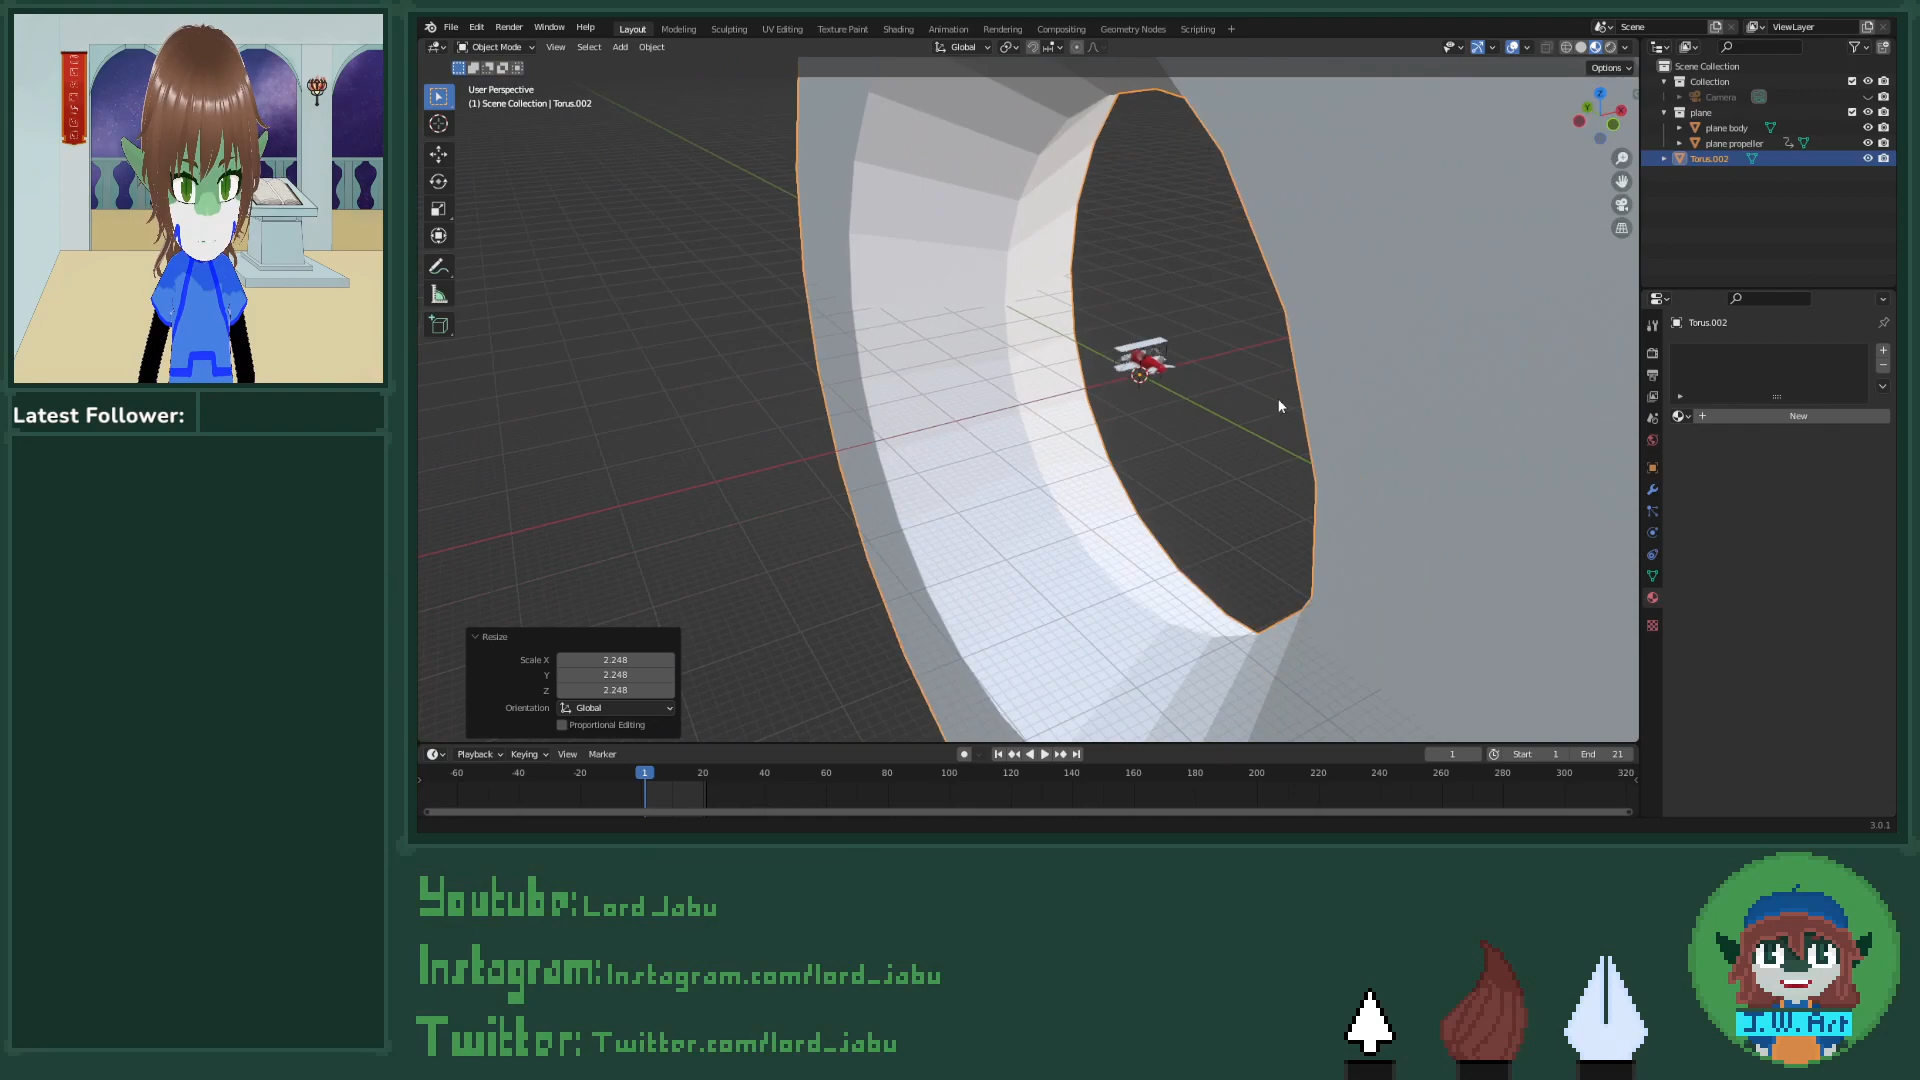 File Edit Render Window Help
Layout Modeling Sculpting UV Editing Texture Paint Shading Animation Rendering Compositing Geometry Nodes Scripting +
Scene
ViewLayer
Object Mode View Select Add Object
Global
Options
User Perspective
(1) Scene Collection | Torus.002
Z
Y
X
Scene Collection
Collection
Camera
plane
plane body
plane propeller
Torus.002
Torus.002
New
Resize
Scale X 2.248
Y 2.248
Z 2.248
Orientation Global
Proportional Editing
Playback Keying View Marker
1 Start 1 End 21
-60 -40 -20 1 20 40 60 80 100 120 140 160 180 200 220 240 260 280 300 320
3.0.1
Latest Follower:
Youtube: Lord Jabu
Instagram: Instagram.com/lord_jabu
Twitter: Twitter.com/lord_jabu
J.W. Art